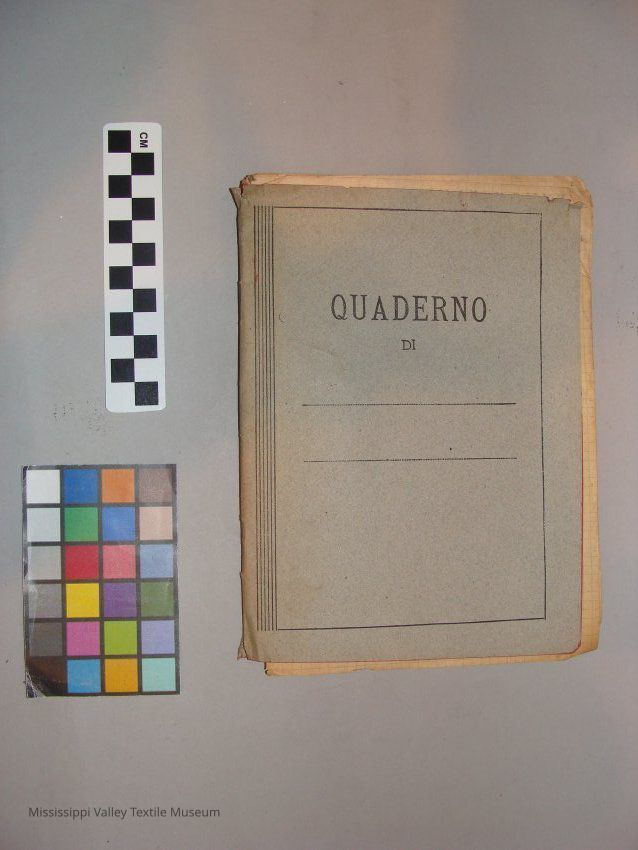 CM
QUADERNO
DI
Mississippi Valley Textile Museum